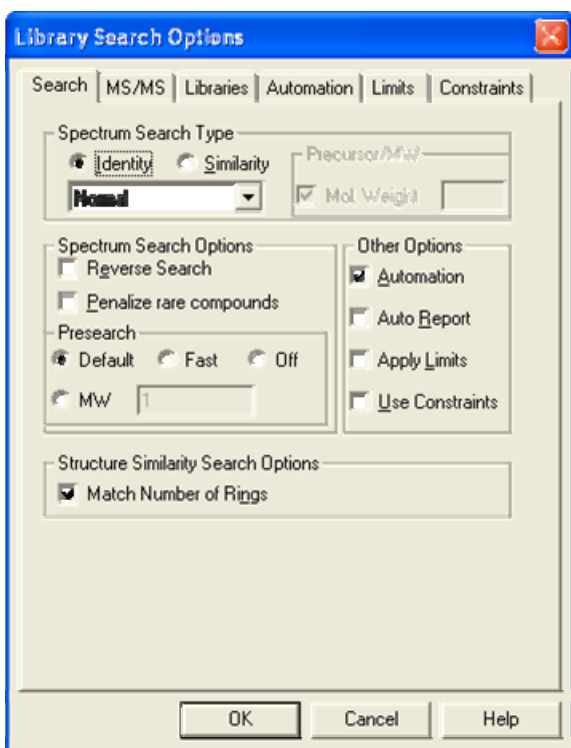 Library Search Options
Search MS/MS Libraries Automation Limits Constraints
Spectrum Search Type
Identity Similarity
Normal
Precursor/MW
Mol. Weight
Spectrum Search Options
Reverse Search
Penalize rare compounds
Presearch
Default Fast Off
MW 1
Other Options
Automation
Auto Report
Apply Limits
Use Constraints
Structure Similarity Search Options
Match Number of Rings
OK Cancel Help